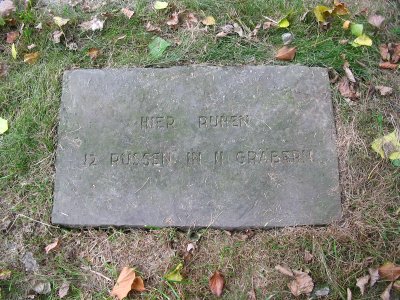 HIER RUHEN
12 RUSSEN IN 11 GRÄBERN